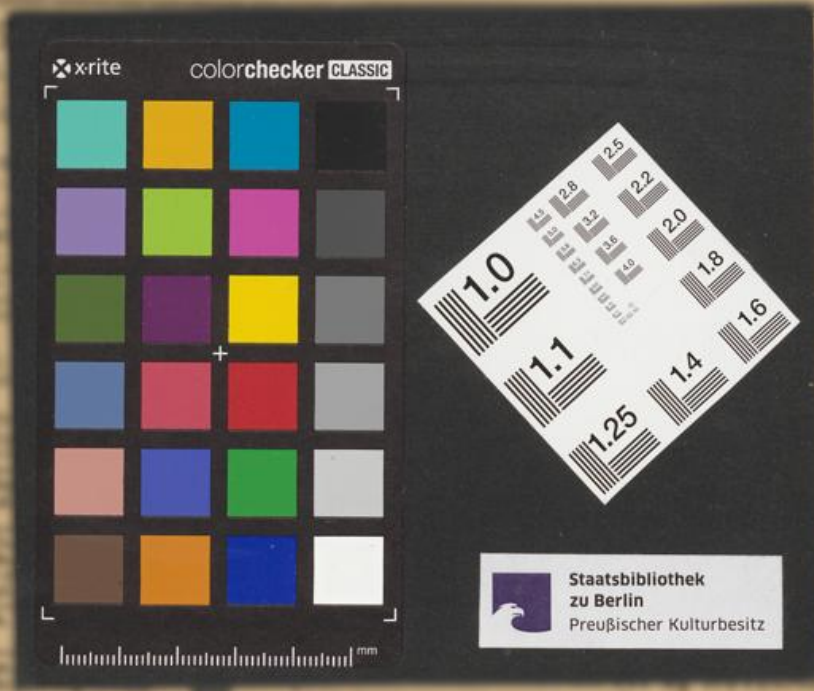 x·rite colorchecker CLASSIC
2.5
2.8 2.2
4.5 3.2 2.0
5.0 3.6 1.8
5.6 4.0
1.0 1.6
1.1 1.4
1.25
Staatsbibliothek
zu Berlin
Preußischer Kulturbesitz
mm